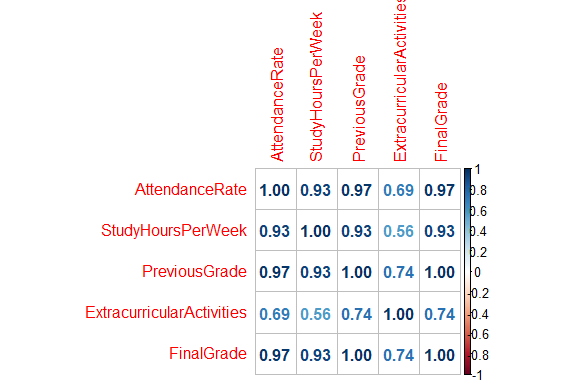 AttendanceRate
StudyHoursPerWeek
PreviousGrade
ExtracurricularActivities
FinalGrade
AttendanceRate 1.00 0.93 0.97 0.69 0.97
StudyHoursPerWeek 0.93 1.00 0.93 0.56 0.93
PreviousGrade 0.97 0.93 1.00 0.74 1.00
ExtracurricularActivities 0.69 0.56 0.74 1.00 0.74
FinalGrade 0.97 0.93 1.00 0.74 1.00
1
0.8
0.6
0.4
0.2
0
-0.2
-0.4
-0.6
-0.8
-1